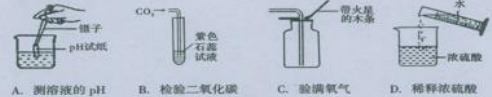 镊子
pH试纸
CO₂
紫色
石蕊
试液
带火星
的木条
水
浓硫酸
A. 测溶液的 pH
B. 检验二氧化碳
C. 验满氧气
D. 稀释浓硫酸